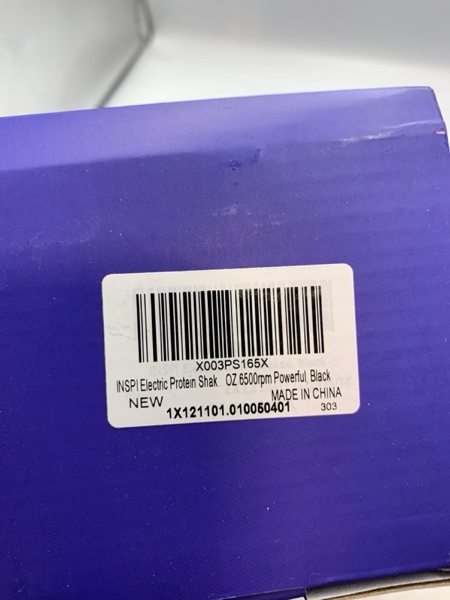 X003PS165X
INSPI Electric Protein Shak OZ 6500rpm Powerful, Black
NEW MADE IN CHINA
1X121101.010050401 303